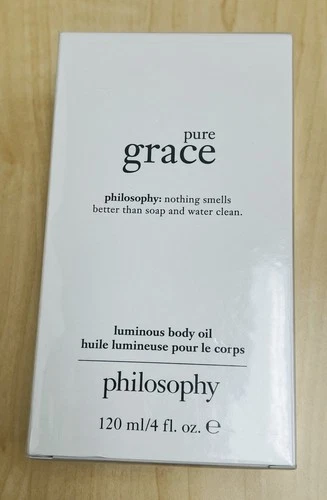 pure
grace
philosophy: nothing smells
better than soap and water clean.
luminous body oil
huile lumineuse pour le corps
philosophy
120 ml/4 fl. oz. ℮